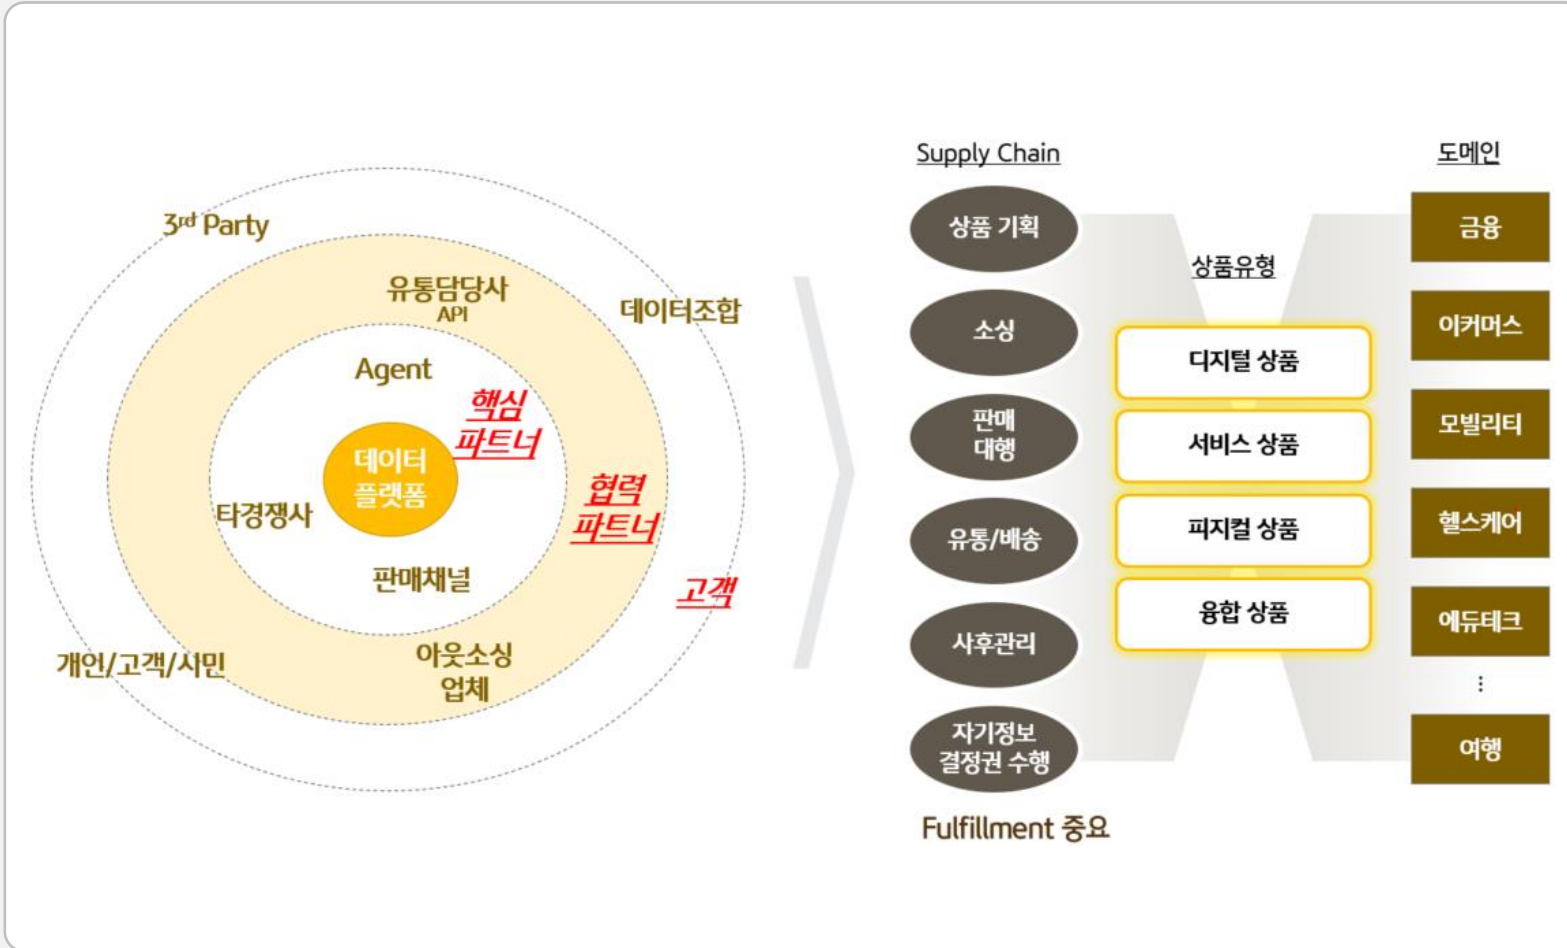 3rd Party
유통담당사
API
데이터조합
Agent
핵심
파트너
데이터
플랫폼
타경쟁사
협력
파트너
판매채널
고객
개인/고객/시민
아웃소싱
업체
Supply Chain
상품 기획
소싱
판매
대행
유통/배송
사후관리
자기정보
결정권 수행
Fulfillment 중요
상품유형
디지털 상품
서비스 상품
피지컬 상품
융합 상품
도메인
금융
이커머스
모빌리티
헬스케어
에듀테크
⋮
여행